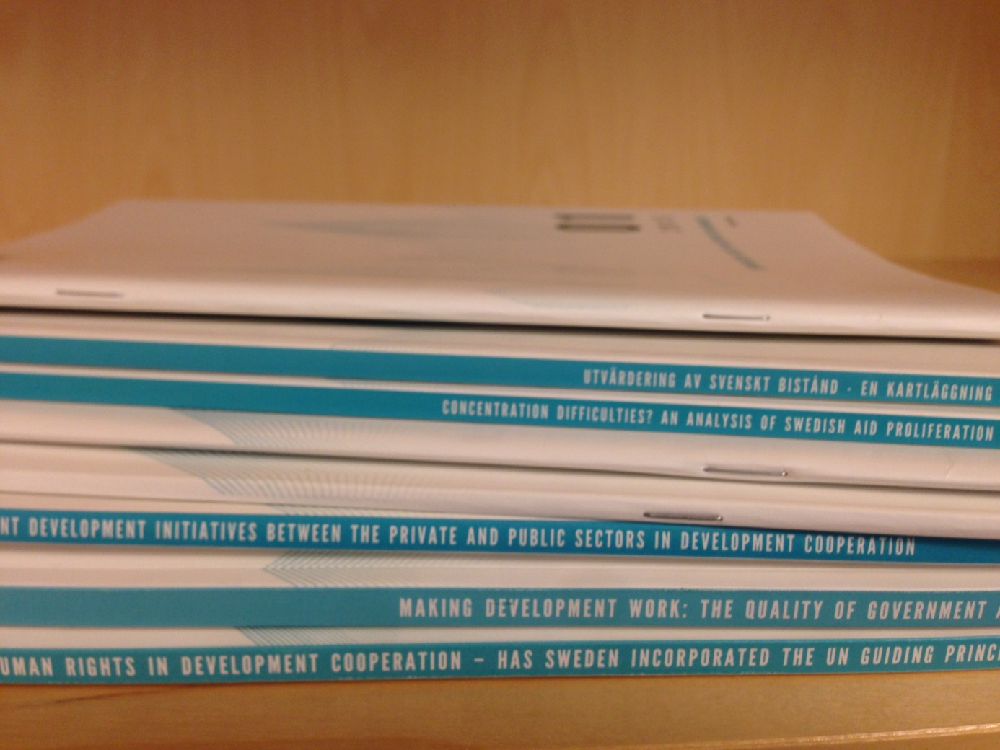 UTVÄRDERING AV SVENSKT BISTÅND - EN KARTLÄGGNING
CONCENTRATION DIFFICULTIES? AN ANALYSIS OF SWEDISH AID PROLIFERATION
NT DEVELOPMENT INITIATIVES BETWEEN THE PRIVATE AND PUBLIC SECTORS IN DEVELOPMENT COOPERATION
MAKING DEVELOPMENT WORK: THE QUALITY OF GOVERNMENT
UMAN RIGHTS IN DEVELOPMENT COOPERATION – HAS SWEDEN INCORPORATED THE UN GUIDING PRINCI